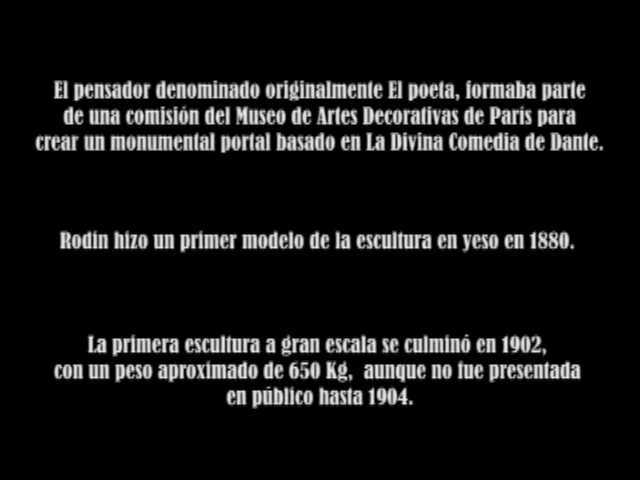 El pensador denominado originalmente El poeta, formaba parte
de una comisión del Museo de Artes Decorativas de París para
crear un monumental portal basado en La Divina Comedia de Dante.
Rodin hizo un primer modelo de la escultura en yeso en 1880.
La primera escultura a gran escala se culminó en 1902,
con un peso aproximado de 650 Kg, aunque no fue presentada
en público hasta 1904.